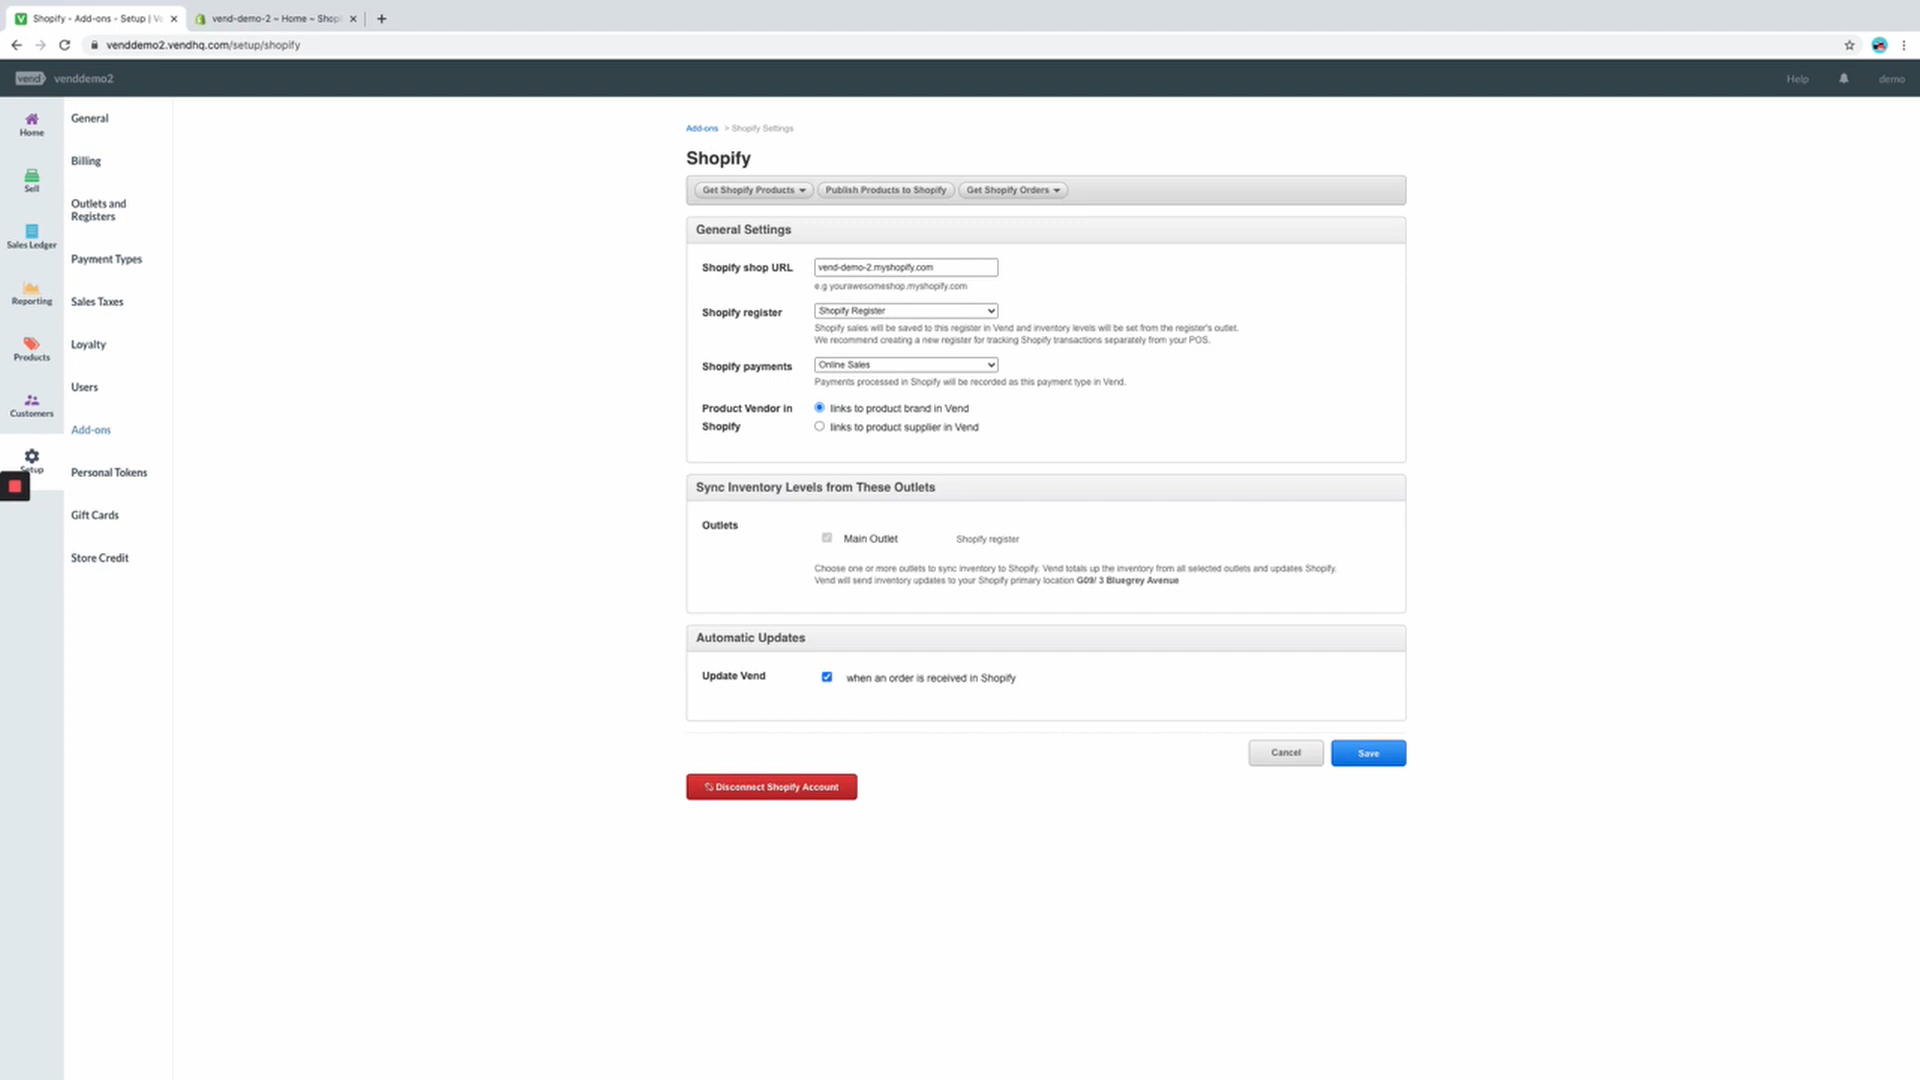 Shopify - Add-ons - Setup | Ve
vend-demo-2 ~ Home ~ Shopi
venddemo2.vendhq.com/setup/shopify
vend venddemo2
Help
demo
Home
Sell
Sales Ledger
Reporting
Products
Customers
Setup
General
Billing
Outlets and
Registers
Payment Types
Sales Taxes
Loyalty
Users
Add-ons
Personal Tokens
Gift Cards
Store Credit
Add-ons > Shopify Settings
Shopify
Get Shopify Products
Publish Products to Shopify
Get Shopify Orders
General Settings
Shopify shop URL
vend-demo-2.myshopify.com
e.g yourawesomeshop.myshopify.com
Shopify register
Shopify Register
Shopify sales will be saved to this register in Vend and inventory levels will be set from the register's outlet.
We recommend creating a new register for tracking Shopify transactions separately from your POS.
Shopify payments
Online Sales
Payments processed in Shopify will be recorded as this payment type in Vend.
Product Vendor in
Shopify
links to product brand in Vend
links to product supplier in Vend
Sync Inventory Levels from These Outlets
Outlets
Main Outlet
Shopify register
Choose one or more outlets to sync inventory to Shopify. Vend totals up the inventory from all selected outlets and updates Shopify.
Vend will send inventory updates to your Shopify primary location G09/ 3 Bluegrey Avenue
Automatic Updates
Update Vend
when an order is received in Shopify
Cancel
Save
Disconnect Shopify Account